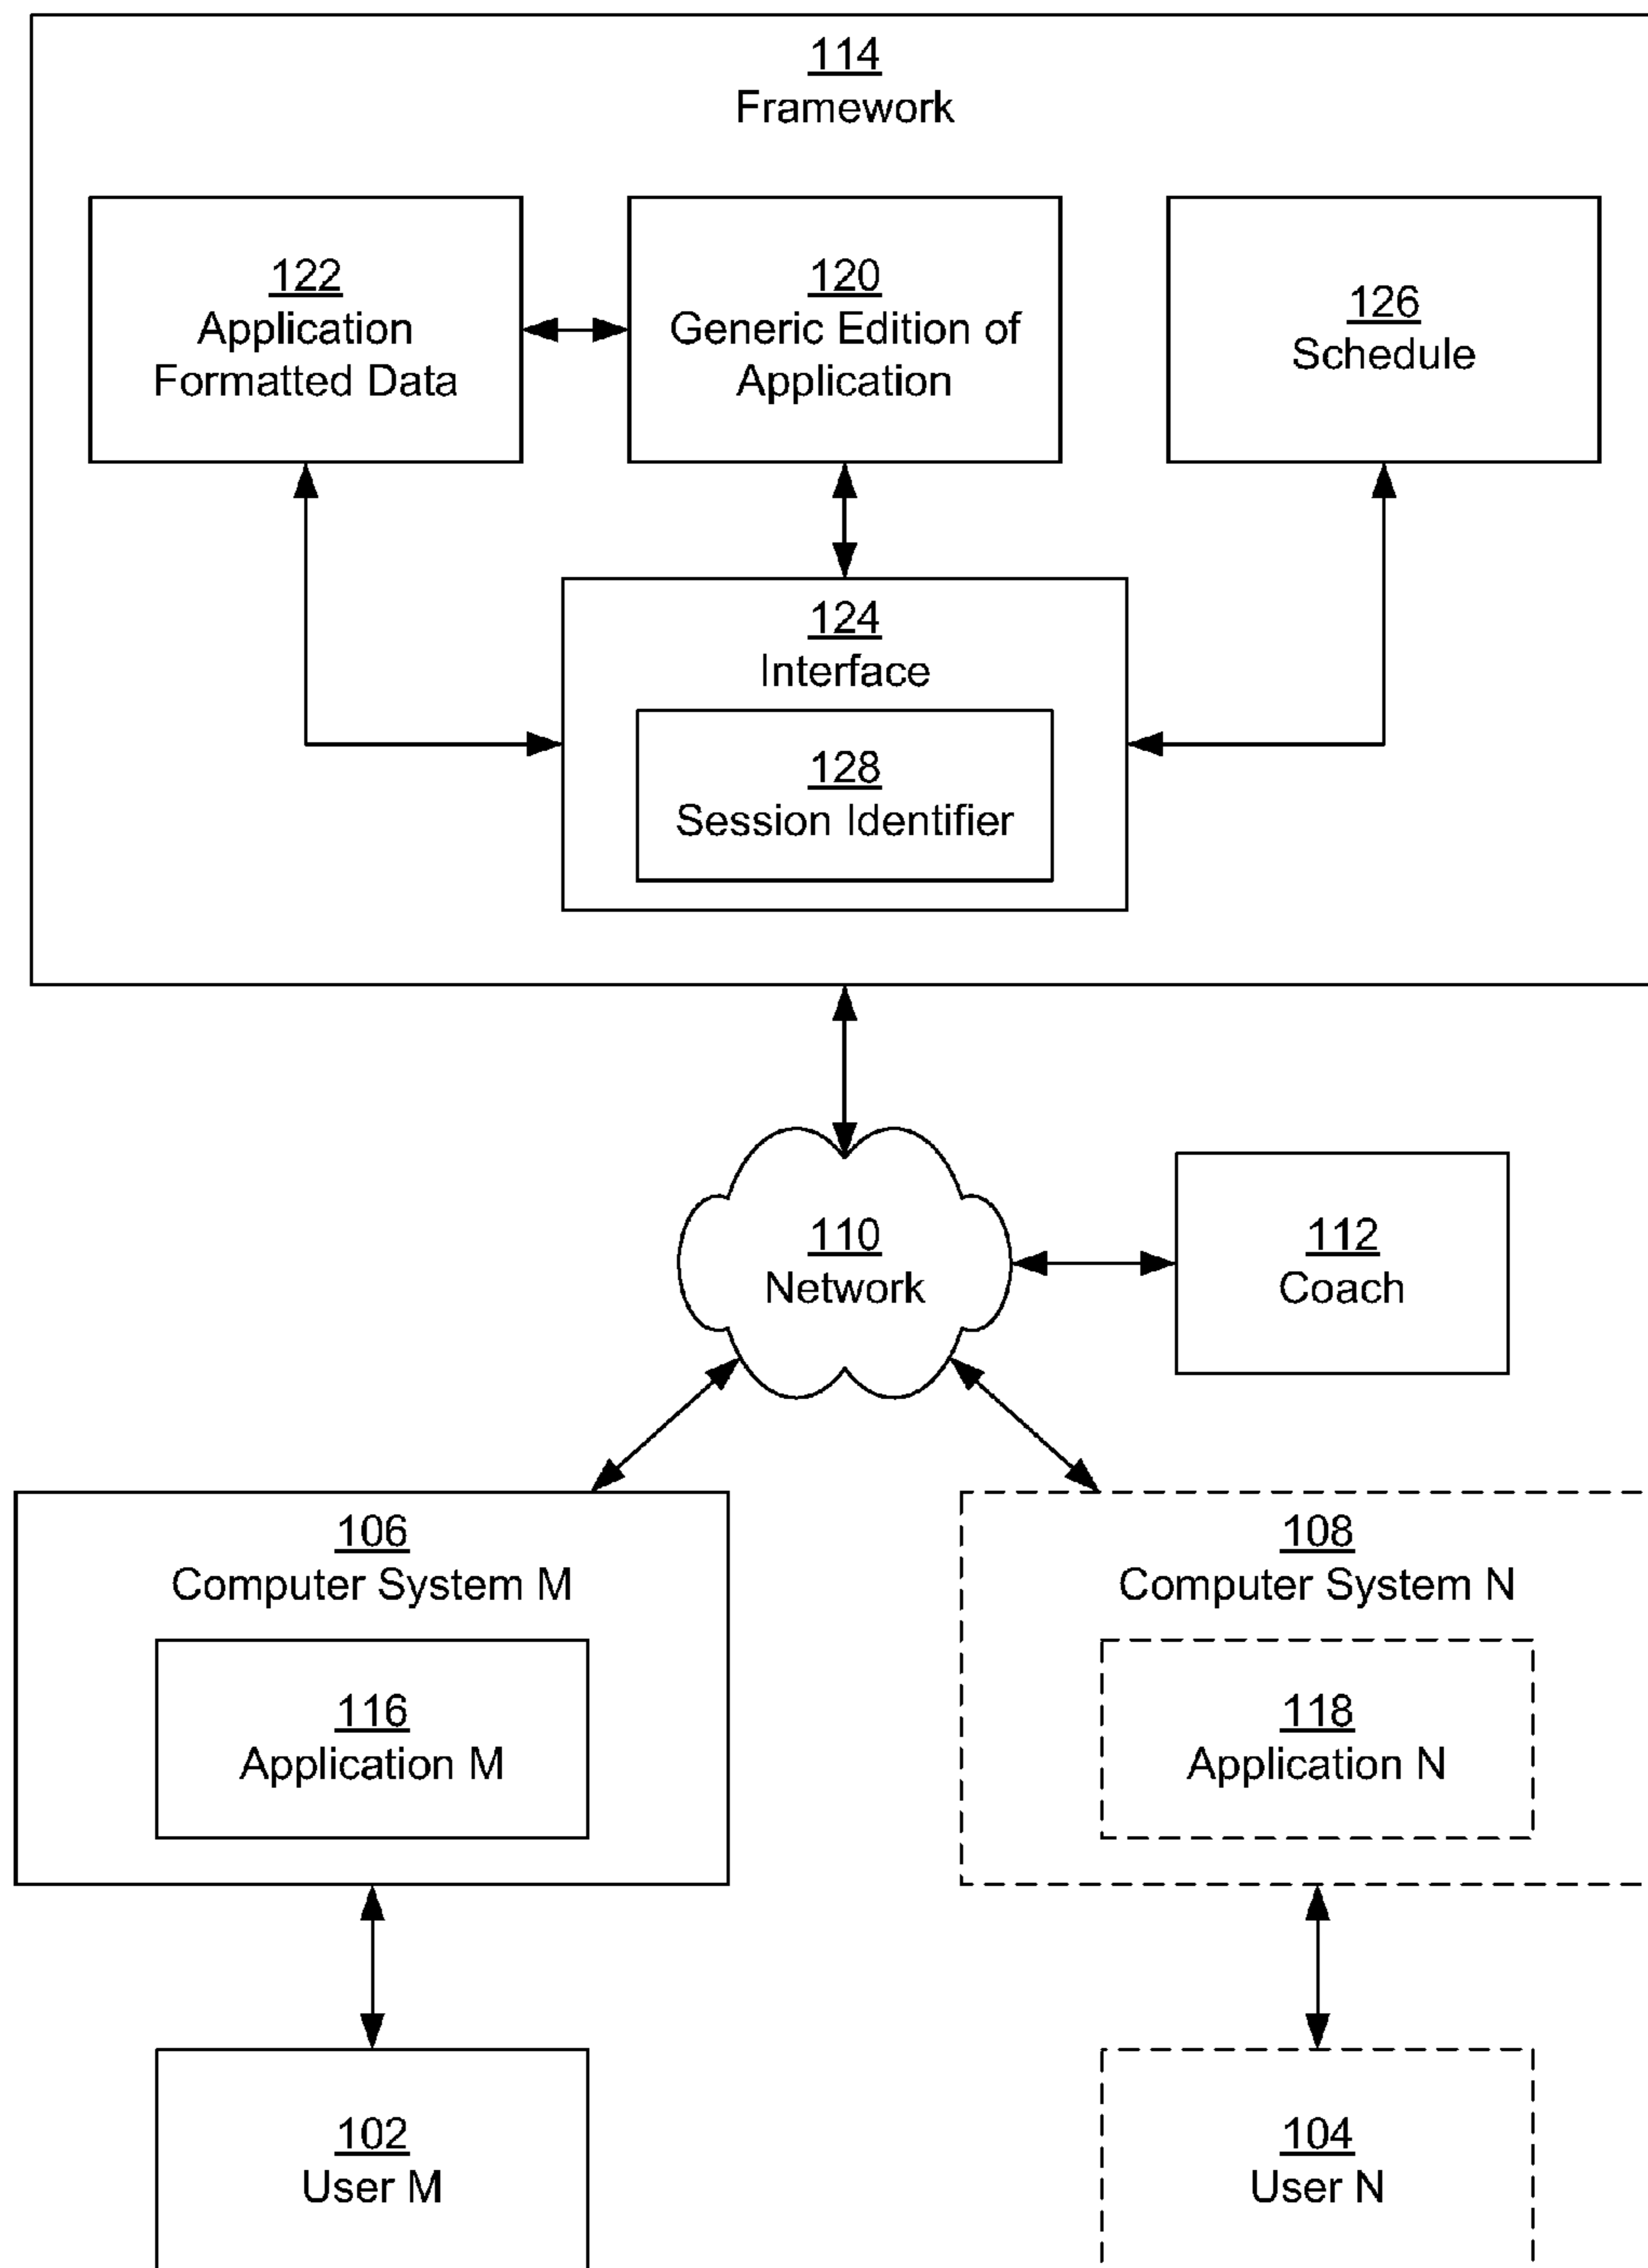 114
Framework
122
Application
Formatted Data
120
Generic Edition of
Application
126
Schedule
124
Interface
128
Session Identifier
110
Network
112
Coach
106
Computer System M
116
Application M
108
Computer System N
118
Application N
102
User M
104
User N